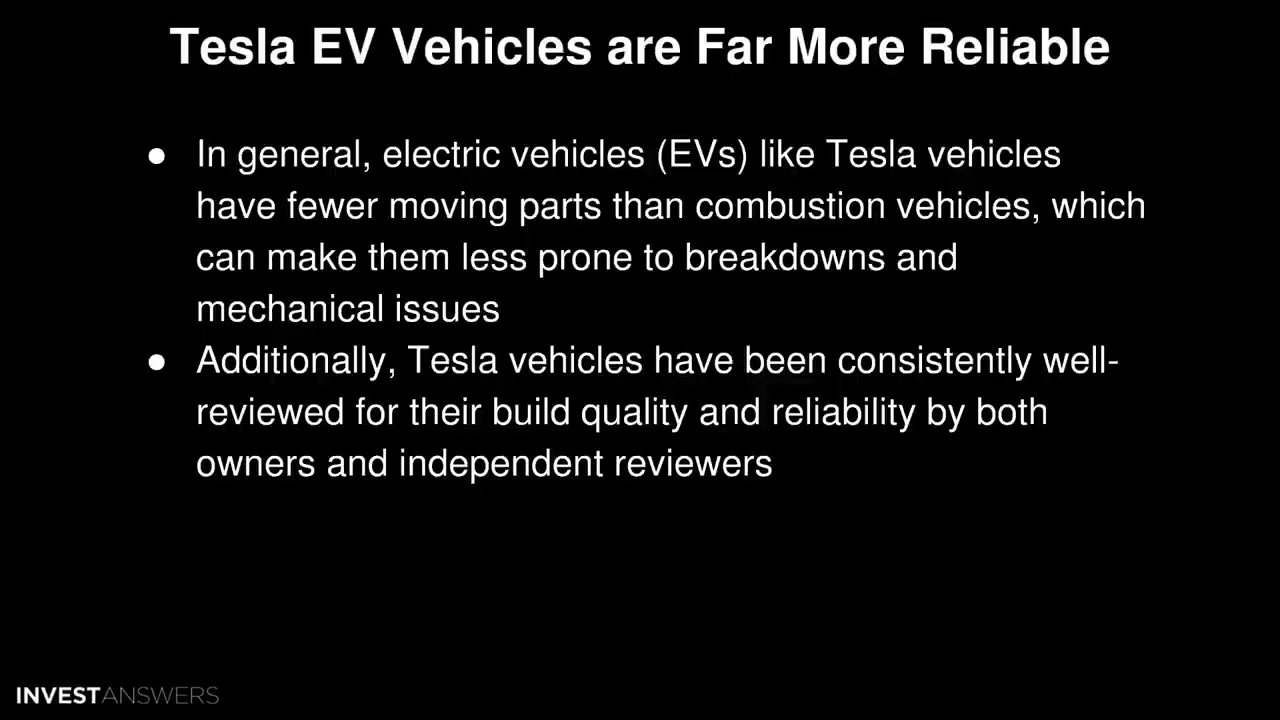 Tesla EV Vehicles are Far More Reliable
● In general, electric vehicles (EVs) like Tesla vehicles
have fewer moving parts than combustion vehicles, which
can make them less prone to breakdowns and
mechanical issues
● Additionally, Tesla vehicles have been consistently well-
reviewed for their build quality and reliability by both
owners and independent reviewers
INVESTANSWERS